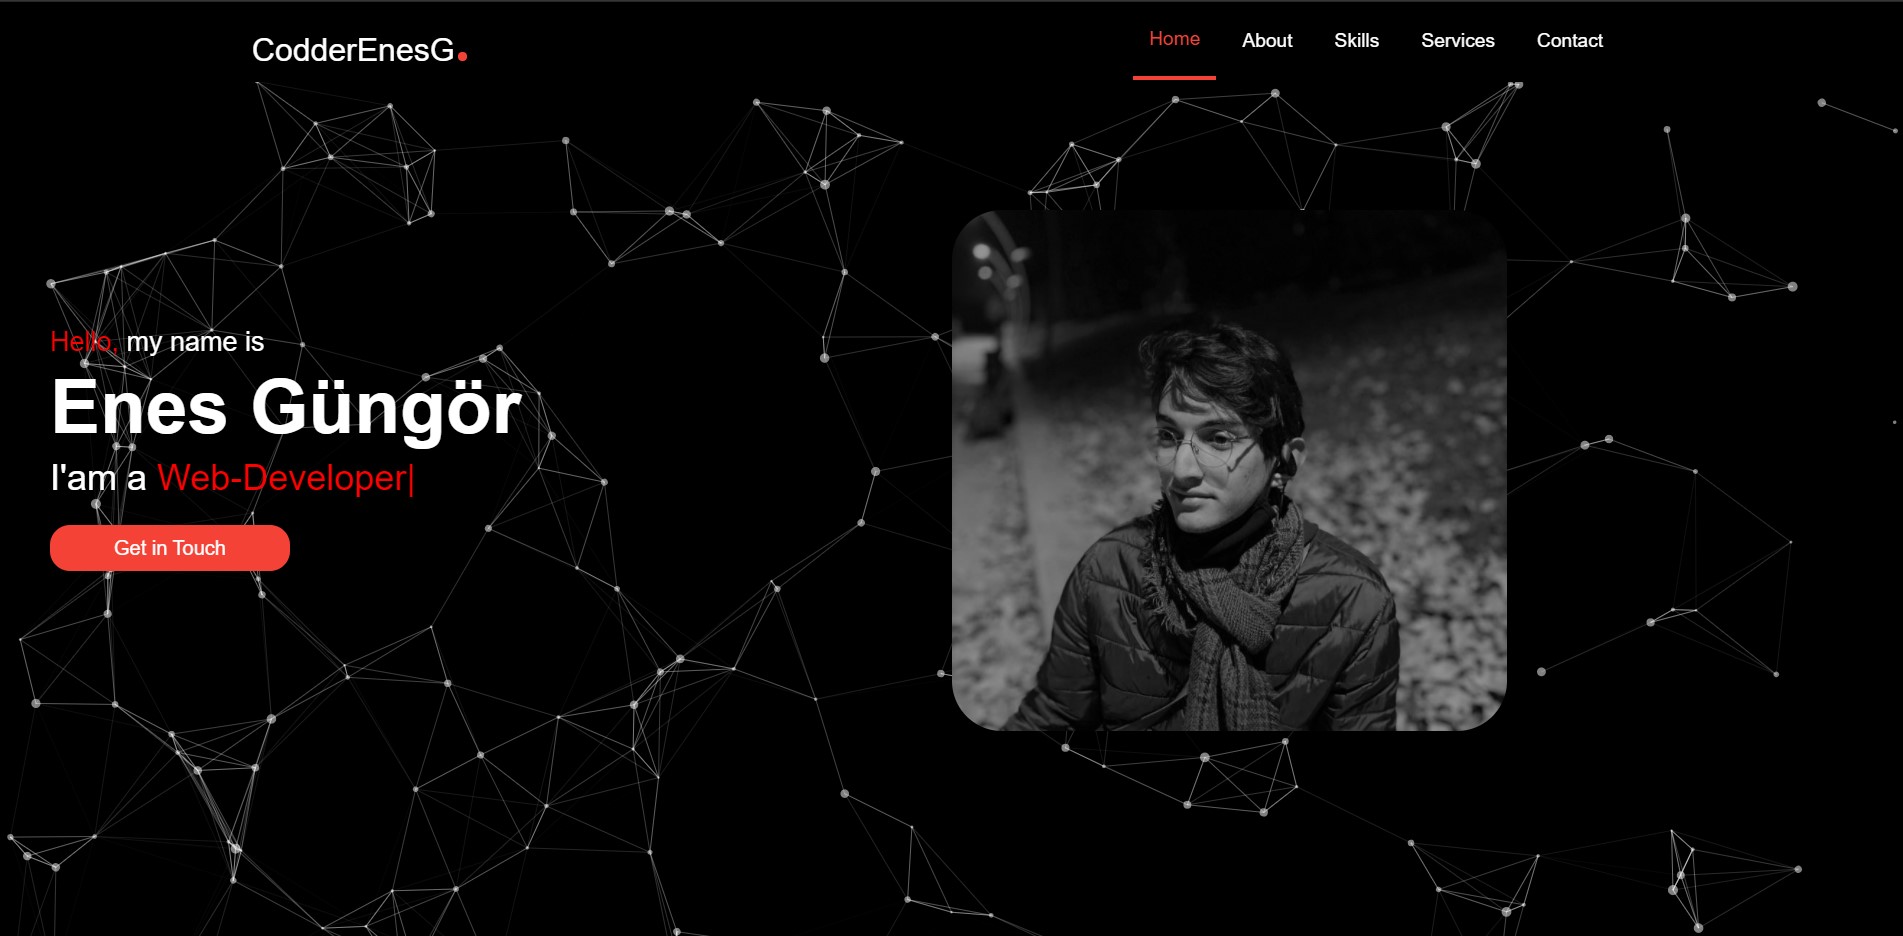 CodderEnesG.
Home About Skills Services Contact
Hello, my name is
Enes Güngör
I'am a Web-Developer|
Get in Touch